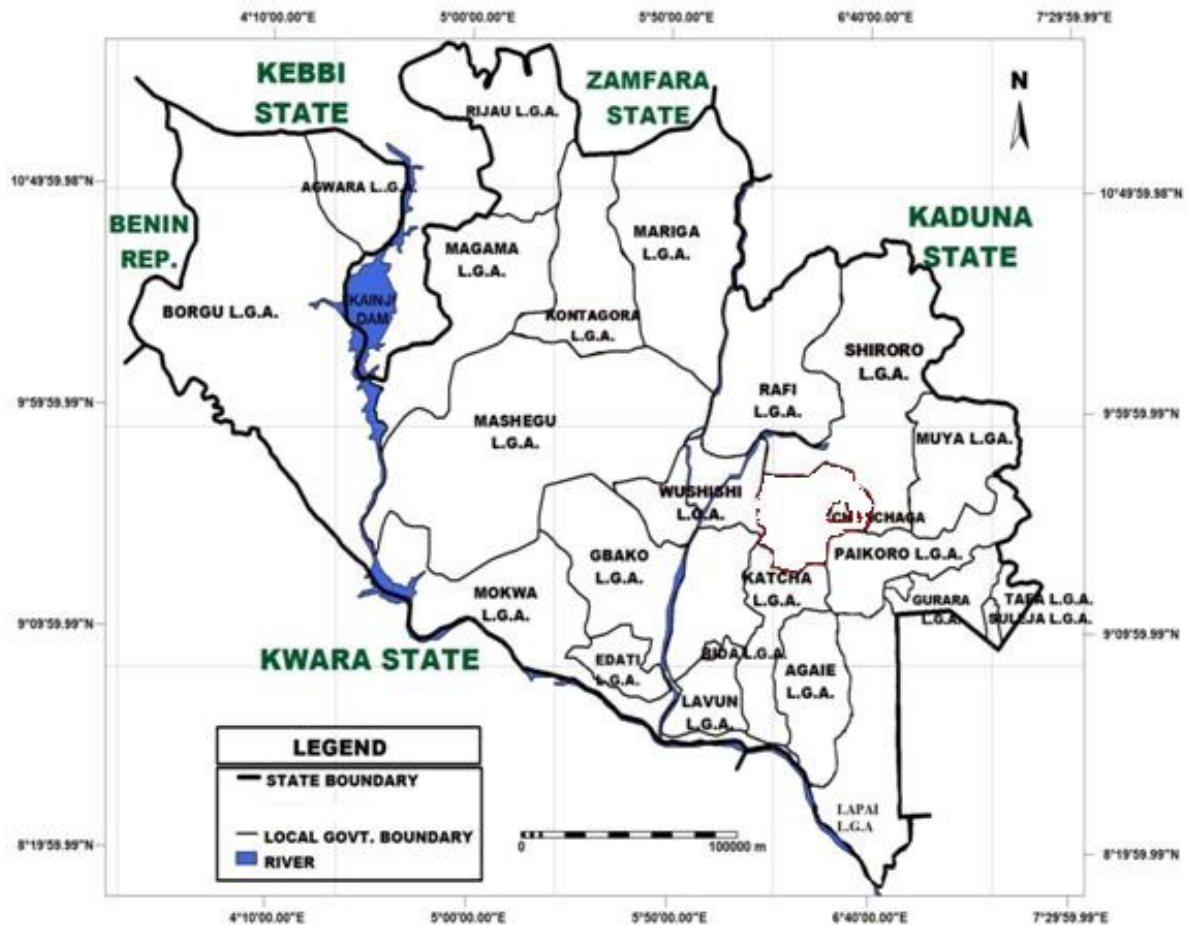 4°10'00.00"E
5°00'00.00"E
5°50'00.00"E
6°40'00.00"E
7°29'59.99"E
KEBBI
STATE
ZAMFARA
STATE
N
RIJAU L.G.A.
10°49'59.98"N
10°49'59.98"N
AGWARA L.G.A.
BENIN
REP.
KADUNA
STATE
MAGAMA
L.G.A.
MARIGA
L.G.A.
BORGU L.G.A.
KAINJI
DAM
KONTAGORA
L.G.A.
SHIRORO
L.G.A.
RAFI
L.G.A.
9°59'59.99"N
9°59'59.99"N
MASHEGU
L.G.A.
MUYA L.GA.
WUSHISHI
L.G.A.
GBAKO
L.G.A.
PAIKORO L.G.A.
KATCHA
L.G.A.
MOKWA
L.G.A.
GURARA
L.G.A.
TAFA L.G.A.
SULEJA L.G.A.
9°09'59.99"N
9°09'59.99"N
KWARA STATE
EDATI
L.G.A.
BIDA L.G.A.
AGAIE
L.G.A.
LAVUN
L.G.A.
LEGEND
STATE BOUNDARY
LOCAL GOVT. BOUNDARY
RIVER
LAPAI
L.G.A
0
100000 m
8°19'59.99"N
8°19'59.99"N
4°10'00.00"E
5°00'00.00"E
5°50'00.00"E
6°40'00.00"E
7°29'59.99"E